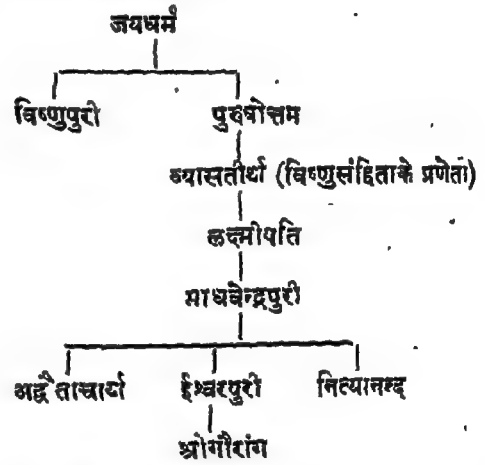 जयधर्म
विष्णुपुरी पुरुषोत्तम
व्यासतीर्था (विष्णुसंहिताके प्रणेता)
लक्ष्मीपति
माधवेन्द्रपुरी
अद्वैताचार्य ईश्वरपुरी नित्यानन्द
श्रीगौरांग